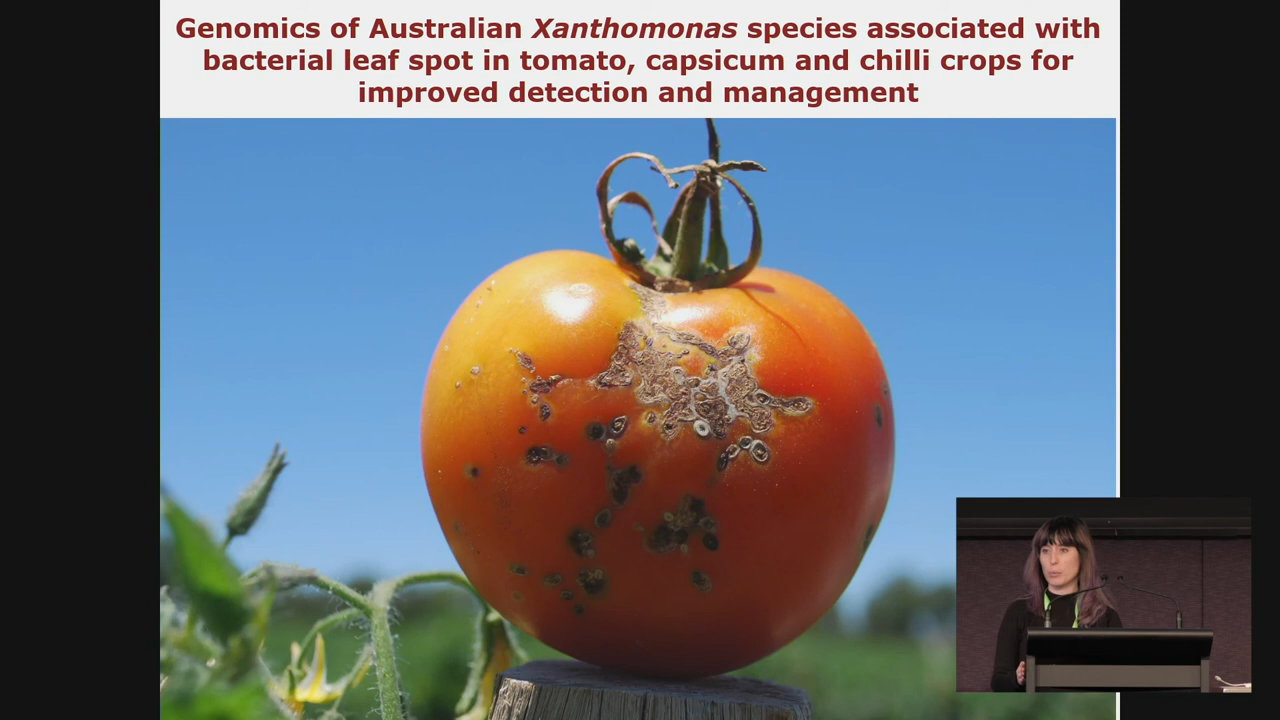 Genomics of Australian Xanthomonas species associated with
bacterial leaf spot in tomato, capsicum and chilli crops for
improved detection and management